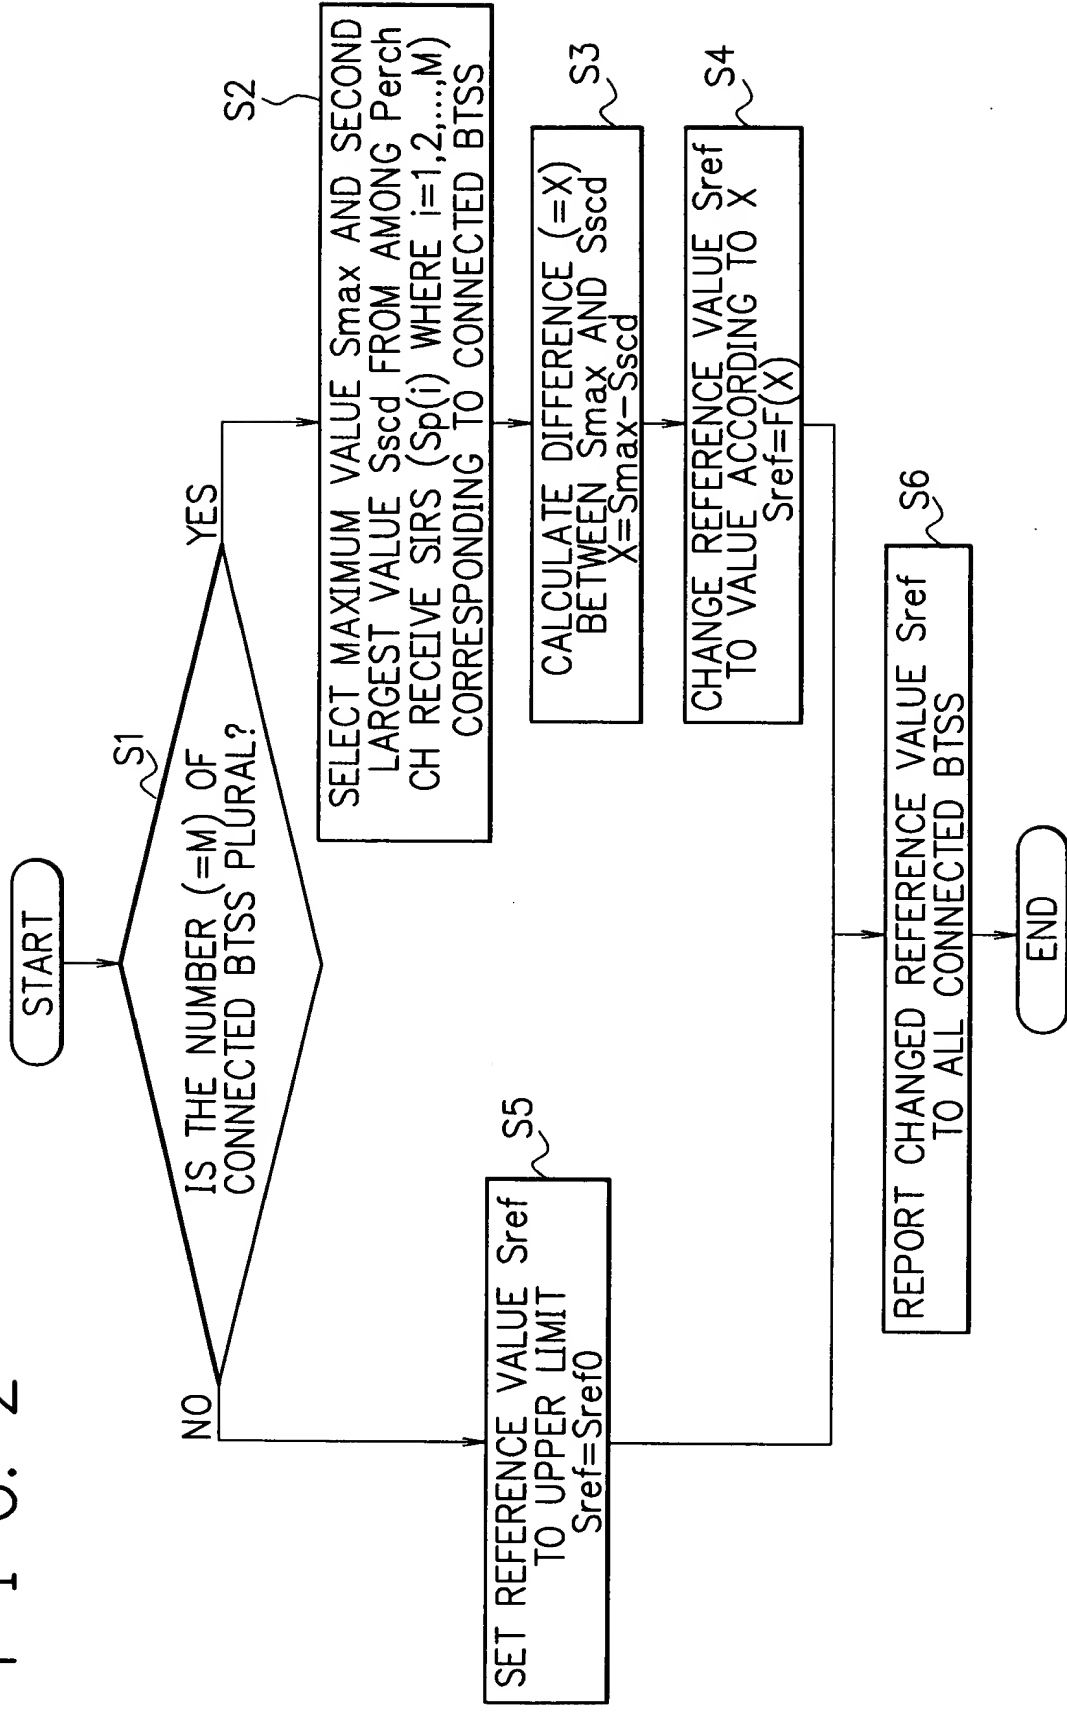 F I G. 2
START
S1
IS THE NUMBER (=M) OF
CONNECTED BTSS PLURAL?
YES
NO
S2
SELECT MAXIMUM VALUE Smax AND SECOND
LARGEST VALUE Sscd FROM AMONG Perch
CH RECEIVE SIRS (Sp(i) WHERE i=1,2,...,M)
CORRESPONDING TO CONNECTED BTSS
S3
CALCULATE DIFFERENCE (=X)
BETWEEN Smax AND Sscd
X=Smax-Sscd
S4
CHANGE REFERENCE VALUE Sref
TO VALUE ACCORDING TO X
Sref=F(X)
S5
SET REFERENCE VALUE Sref
TO UPPER LIMIT
Sref=Sref0
S6
REPORT CHANGED REFERENCE VALUE Sref
TO ALL CONNECTED BTSS
END